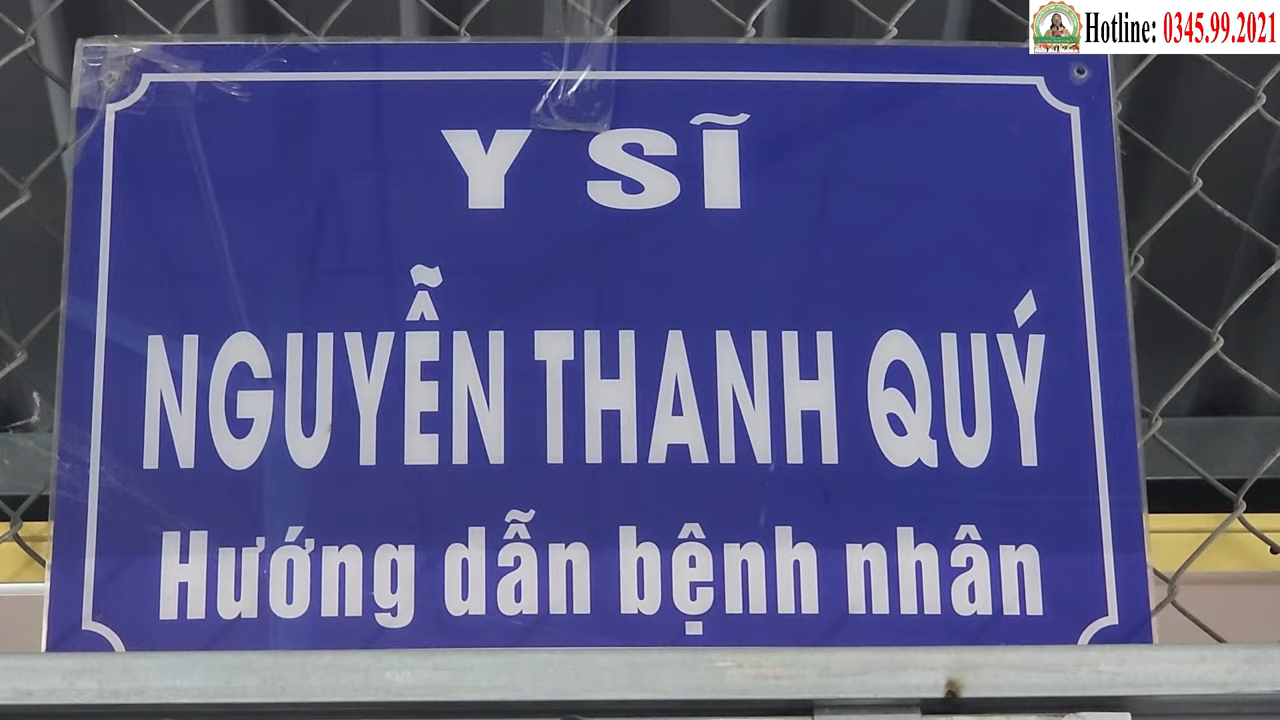 Hotline: 0345.99.2021
Y SĨ
NGUYỄN THANH QUÝ
Hướng dẫn bệnh nhân